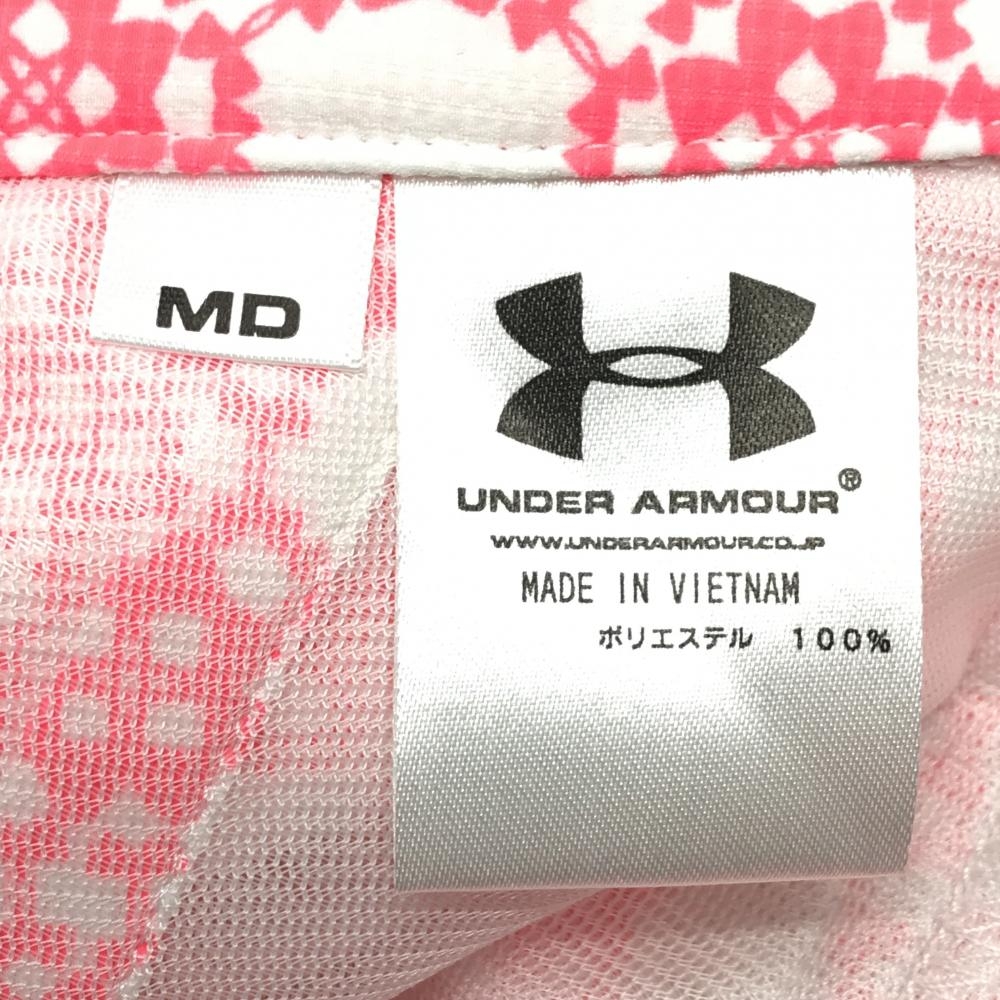 MD
UNDER ARMOUR®
WWW.UNDERARMOUR.CO.JP
MADE IN VIETNAM
ポリエステル 100%